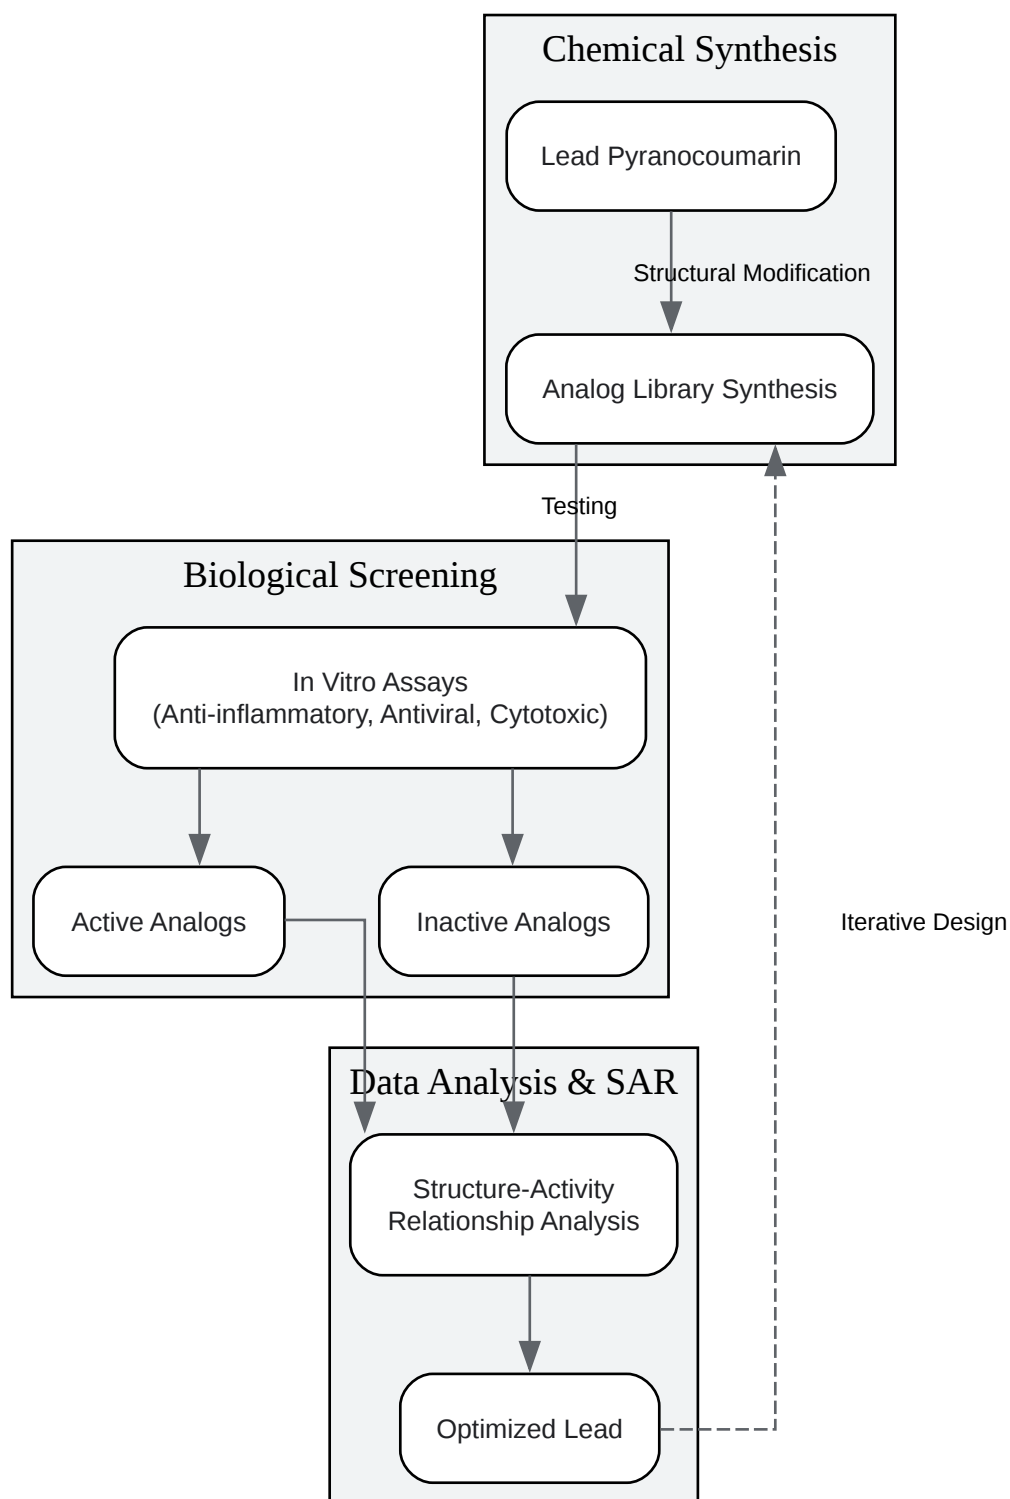 Chemical Synthesis
Lead Pyranocoumarin
Structural Modification
Analog Library Synthesis
Testing
Biological Screening
In Vitro Assays
(Anti-inflammatory, Antiviral, Cytotoxic)
Active Analogs
Inactive Analogs
Iterative Design
Data Analysis & SAR
Structure-Activity
Relationship Analysis
Optimized Lead